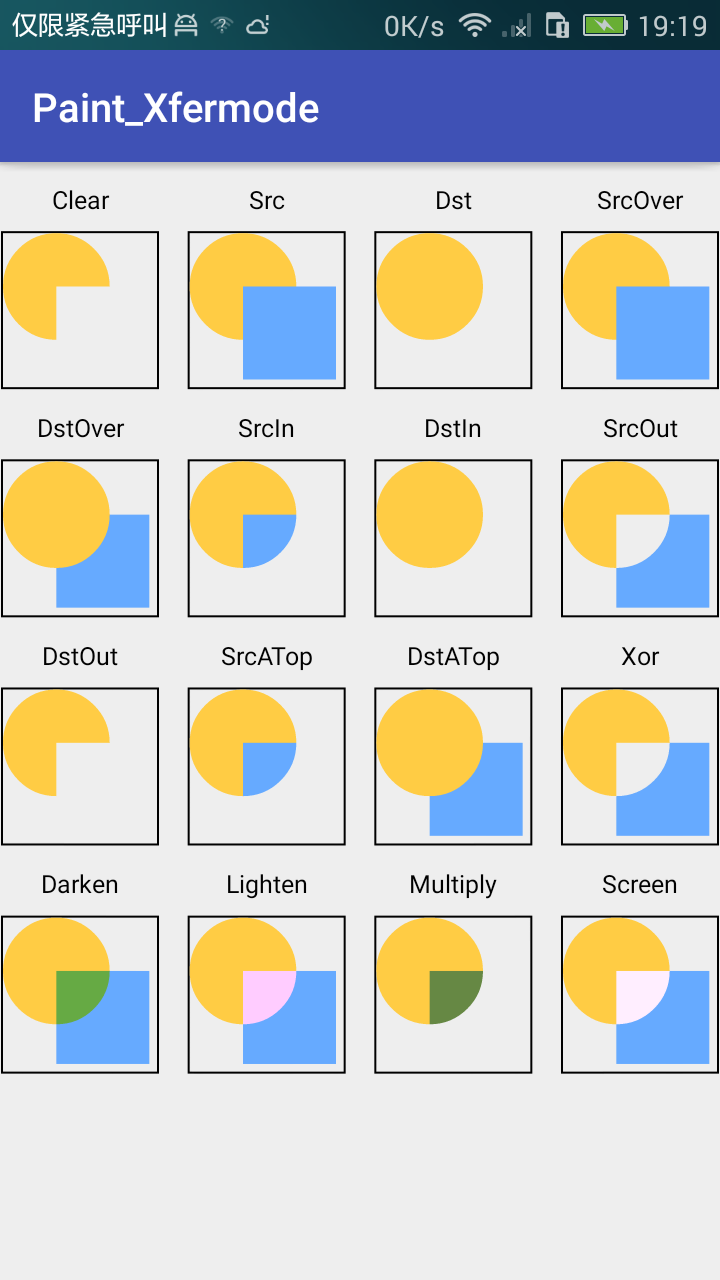 仅限紧急呼叫 0K/s 19:19
Paint_Xfermode
Clear Src Dst SrcOver
DstOver SrcIn DstIn SrcOut
DstOut SrcATop DstATop Xor
Darken Lighten Multiply Screen